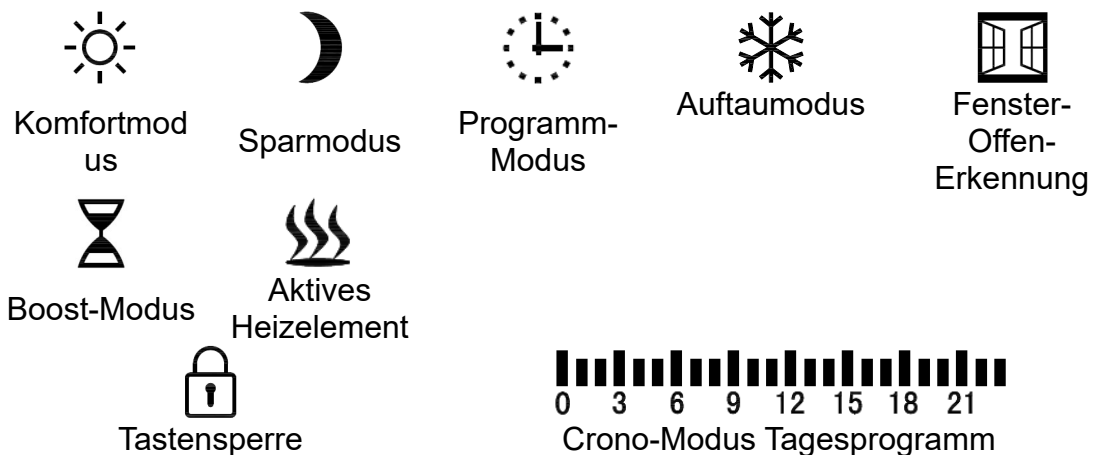 Komfortmod
us
Sparmodus
Programm-
Modus
Auftaumodus
Fenster-
Offen-
Erkennung
Boost-Modus
Aktives
Heizelement
Tastensperre
0 3 6 9 12 15 18 21
Crono-Modus Tagesprogramm